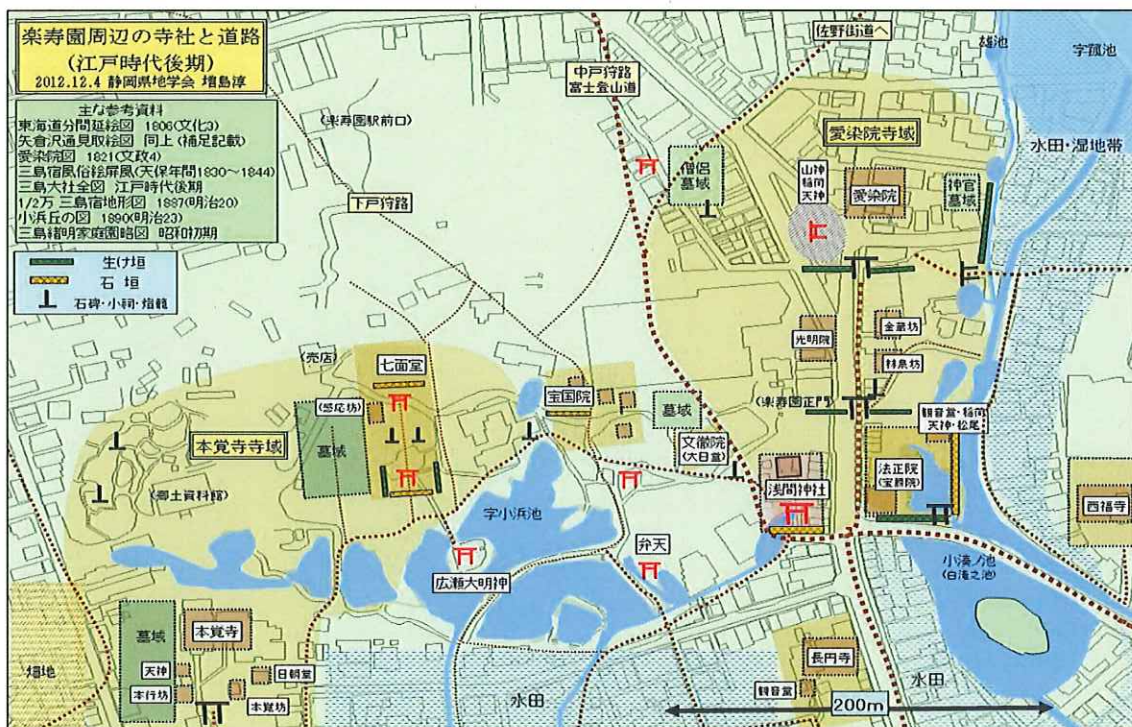 楽寿園周辺の寺社と道路
(江戸時代後期)
2012.12.4 静岡県地学会 増島淳
主な参考資料
東海道分間延絵図 1806(文化3)
矢倉沢通見取絵図 同上(補足記載)
愛染院図 1821(文政4)
三島宿風俗絵屏風(天保年間1830～1844)
三島大社全図 江戸時代後期
1/2万 三島宿地形図 1887(明治20)
小浜丘の図 1890(明治23)
三島緒明家庭園略図 昭和初期
生け垣
石垣
石碑・小祠・燈籠
(楽寿園駅前口)
下戸狩路
中戸狩路
富士登山道
佐野街道へ
雄池
字菰池
水田・湿地帯
愛染院寺域
僧侶
墓域
山神
稲荷
天神
愛染院
神官
墓域
光明院
金蔵坊
林泉坊
(楽寿園正門)
観音堂・稲荷
天神・松尾
法正院
(宝鏡院)
西福寺
(売店)
七面堂
(感応坊)
墓域
本覚寺寺域
(郷土資料館)
宝国院
墓域
文徹院
(大日堂)
浅間神社
字小浜池
広瀬大明神
弁天
小湊ノ池
(白滝之池)
畑地
墓域
本覚寺
天神
本行坊
日朝堂
本覚坊
水田
長円寺
観音堂
水田
200m